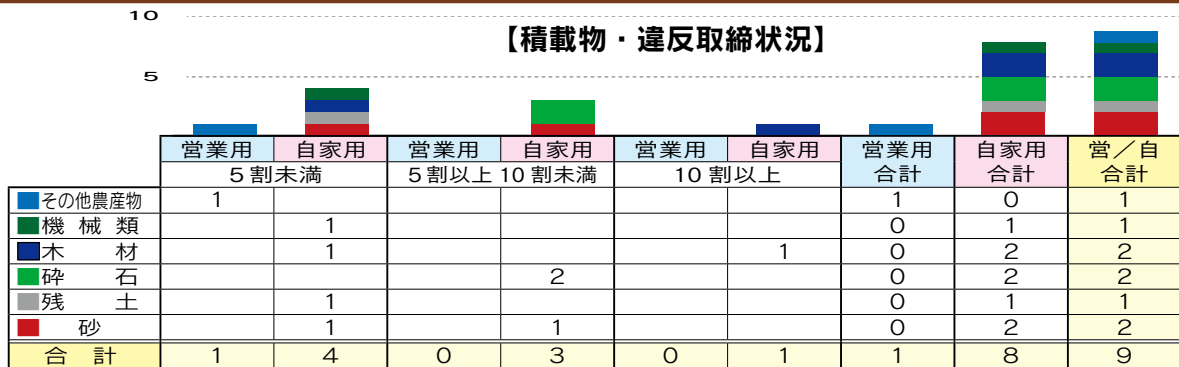 10
【積載物・違反取締状況】
5
営業用 自家用 営業用 自家用 営業用 自家用 営業用合計 自家用合計 営／自合計
5割未満 5割以上10割未満 10割以上
その他農産物 1 1 0 1
機械類 1 0 1 1
木材 1 1 0 2 2
砕石 2 0 2 2
残土 1 0 1 1
砂 1 1 0 2 2
合計 1 4 0 3 0 1 1 8 9